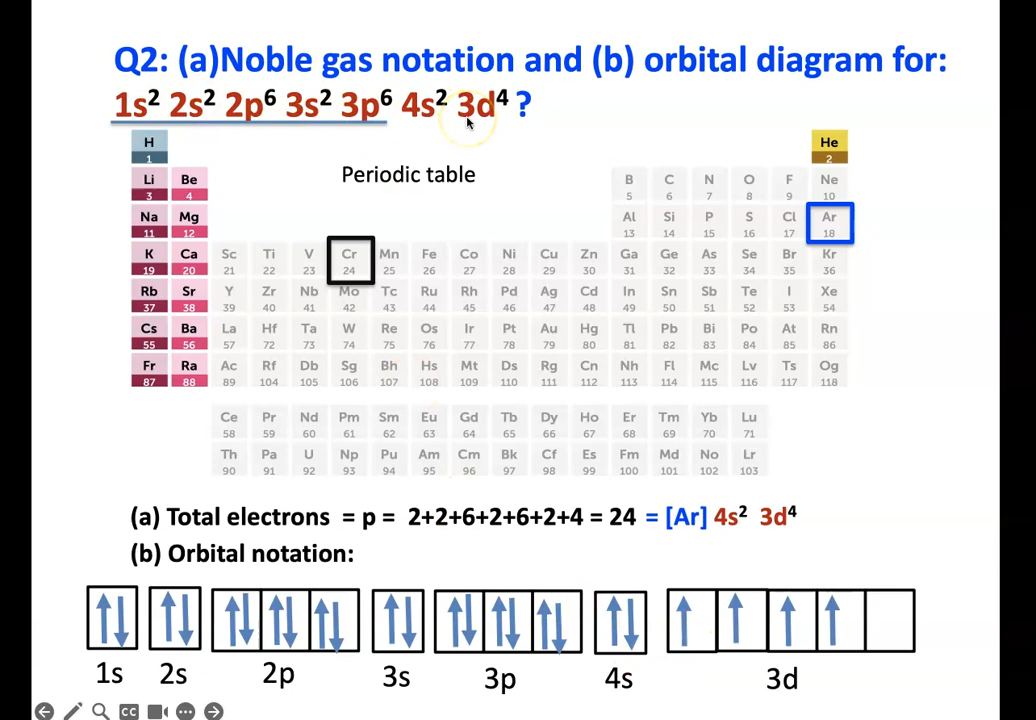 Q2: (a)Noble gas notation and (b) orbital diagram for:
1s² 2s² 2p⁶ 3s² 3p⁶ 4s² 3d⁴ ?
H He
1 2
Periodic table
Li Be B C N O F Ne
3 4 5 6 7 8 9 10
Na Mg Al Si P S Cl Ar
11 12 13 14 15 16 17 18
K Ca Sc Ti V Cr Mn Fe Co Ni Cu Zn Ga Ge As Se Br Kr
19 20 21 22 23 24 25 26 27 28 29 30 31 32 33 34 35 36
Rb Sr Y Zr Nb Mo Tc Ru Rh Pd Ag Cd In Sn Sb Te I Xe
37 38 39 40 41 42 43 44 45 46 47 48 49 50 51 52 53 54
Cs Ba La Hf Ta W Re Os Ir Pt Au Hg Tl Pb Bi Po At Rn
55 56 57 72 73 74 75 76 77 78 79 80 81 82 83 84 85 86
Fr Ra Ac Rf Db Sg Bh Hs Mt Ds Rg Cn Nh Fl Mc Lv Ts Og
87 88 89 104 105 106 107 108 109 110 111 112 113 114 115 116 117 118
Ce Pr Nd Pm Sm Eu Gd Tb Dy Ho Er Tm Yb Lu
58 59 60 61 62 63 64 65 66 67 68 69 70 71
Th Pa U Np Pu Am Cm Bk Cf Es Fm Md No Lr
90 91 92 93 94 95 96 97 98 99 100 101 102 103
(a) Total electrons = p = 2+2+6+2+6+2+4 = 24 = [Ar] 4s² 3d⁴
(b) Orbital notation:
1s 2s 2p 3s 3p 4s 3d
CC